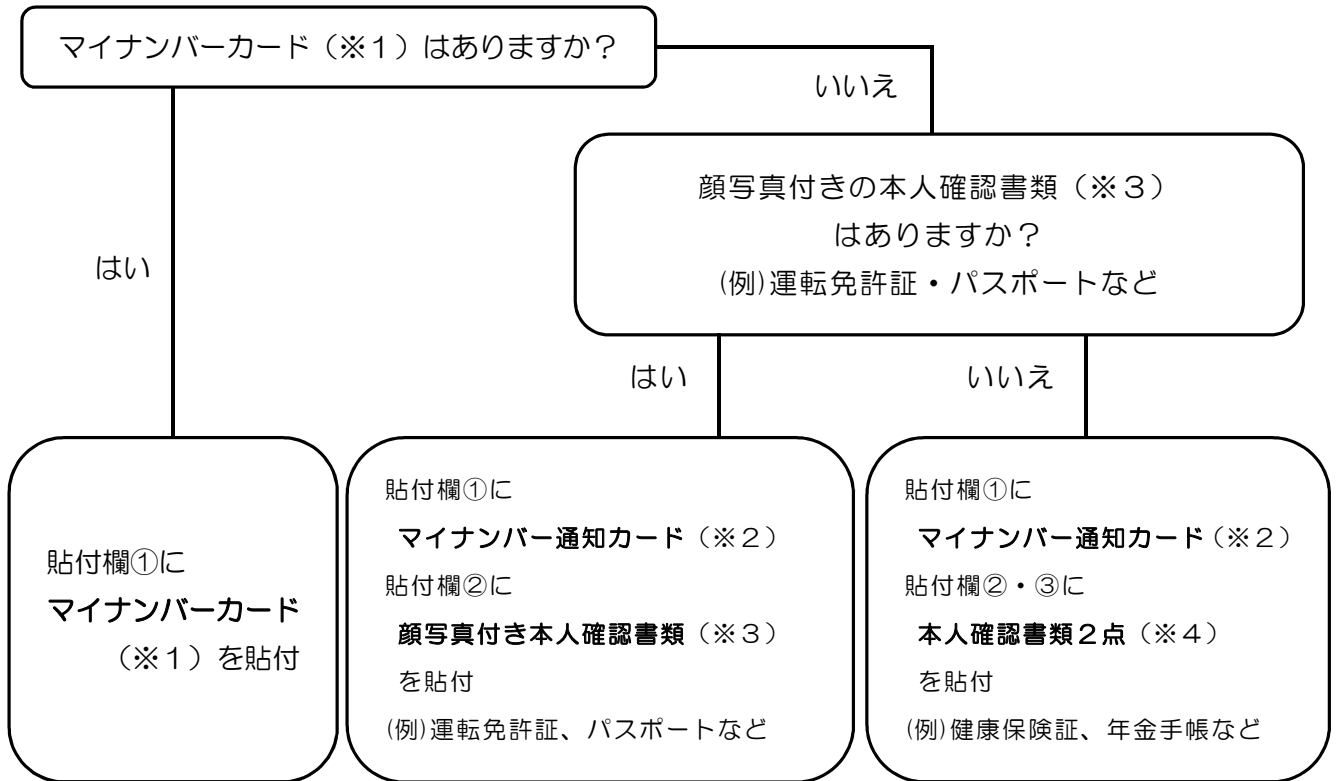 マイナンバーカード（※１）はありますか？
いいえ
顔写真付きの本人確認書類（※３）
はありますか？
(例)運転免許証・パスポートなど
はい
はい
いいえ
貼付欄①に
マイナンバーカード
（※１）を貼付
貼付欄①に
マイナンバー通知カード（※２）
貼付欄②に
顔写真付き本人確認書類（※３）
を貼付
(例)運転免許証、パスポートなど
貼付欄①に
マイナンバー通知カード（※２）
貼付欄②・③に
本人確認書類２点（※４）
を貼付
(例)健康保険証、年金手帳など